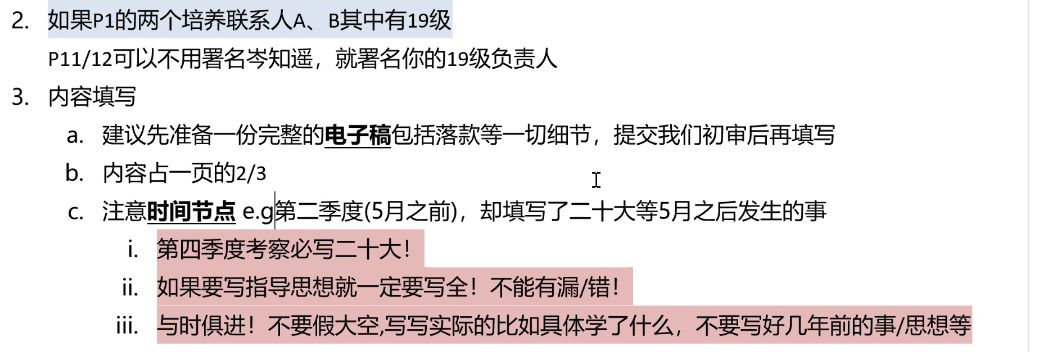 2. 如果P1的两个培养联系人A、B其中有19级
P11/12可以不用署名岑知遥，就署名你的19级负责人
3. 内容填写
a. 建议先准备一份完整的电子稿包括落款等一切细节，提交我们初审后再填写
b. 内容占一页的2/3
c. 注意时间节点 e.g第二季度(5月之前)，却填写了二十大等5月之后发生的事
i. 第四季度考察必写二十大！
ii. 如果要写指导思想就一定要写全！不能有漏/错！
iii. 与时俱进！不要假大空,写写实际的比如具体学了什么，不要写好几年前的事/思想等